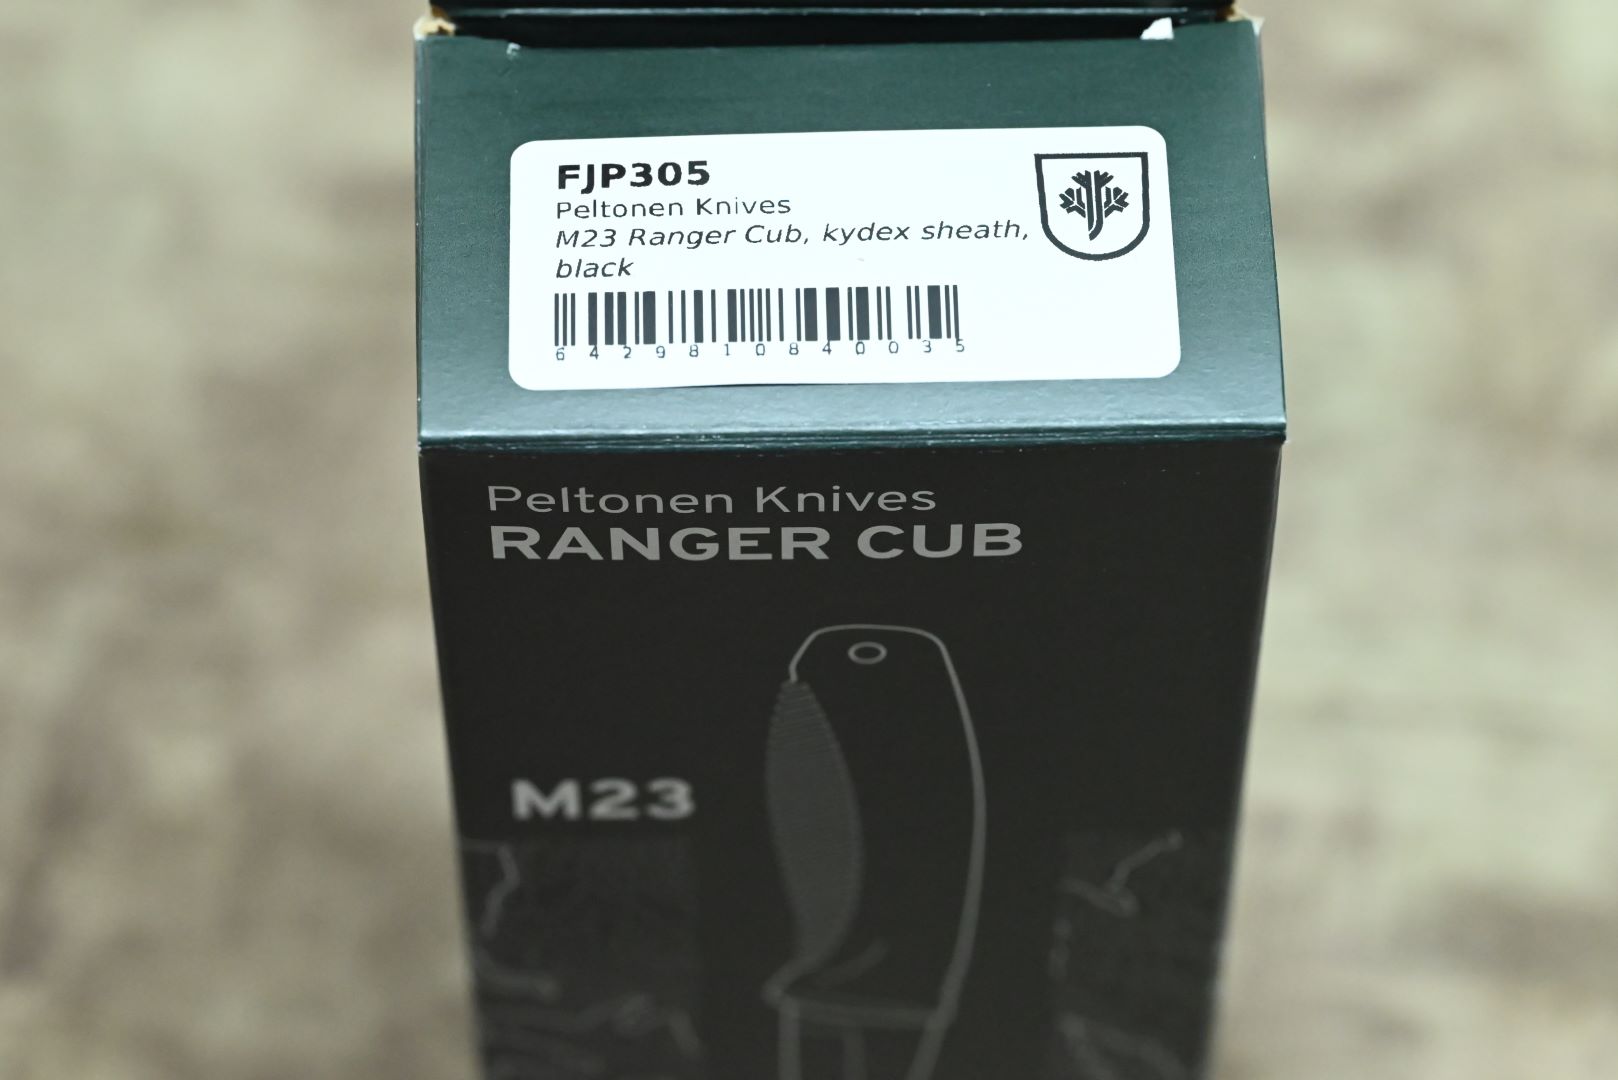 FJP305
Peltonen Knives
M23 Ranger Cub, kydex sheath,
black
6429810840035
Peltonen Knives
RANGER CUB
M23